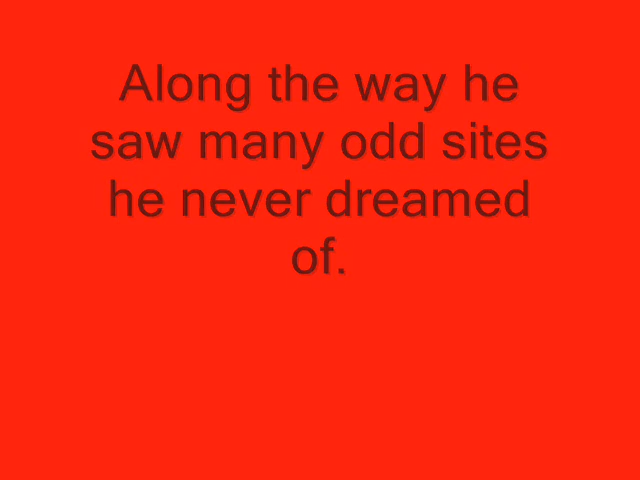 Along the way he
saw many odd sites
he never dreamed
of.